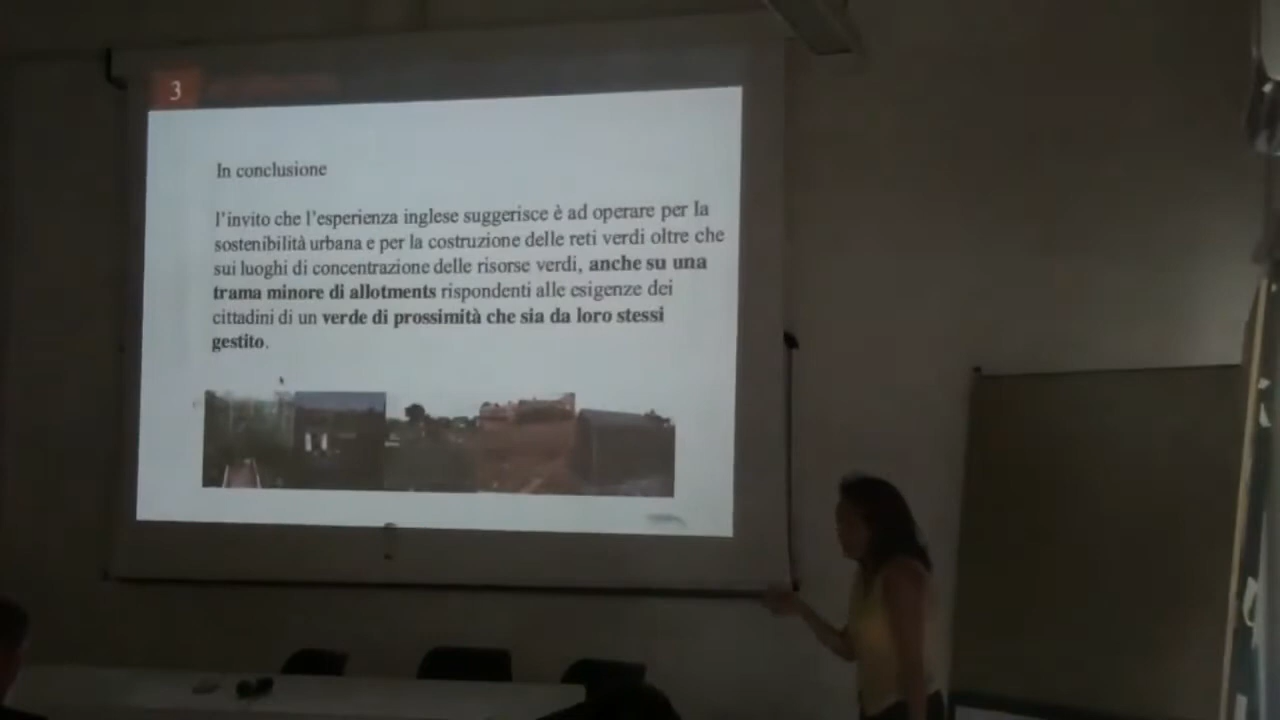 3
In conclusione
l'invito che l'esperienza inglese suggerisce è ad operare per la
sostenibilità urbana e per la costruzione delle reti verdi oltre che
sui luoghi di concentrazione delle risorse verdi, anche su una
trama minore di allotments rispondenti alle esigenze dei
cittadini di un verde di prossimità che sia da loro stessi
gestito.